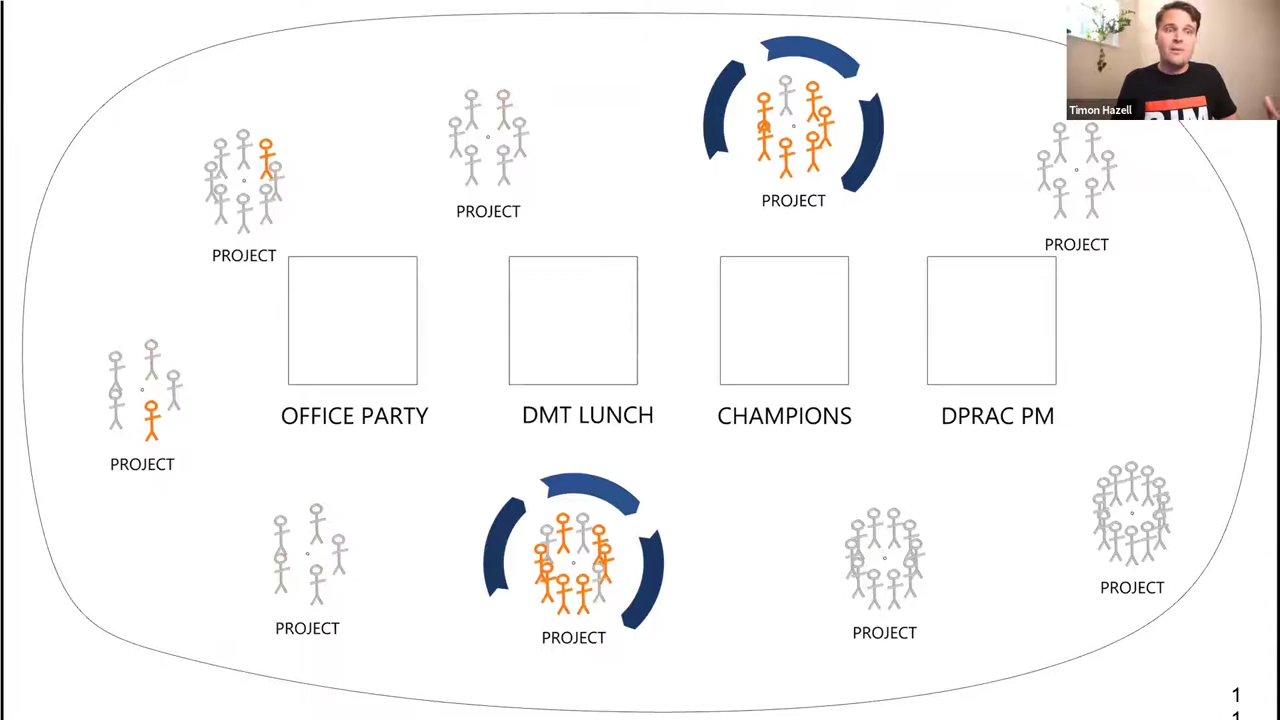 Timon Hazell
PROJECT
PROJECT
PROJECT
PROJECT
OFFICE PARTY
DMT LUNCH
CHAMPIONS
DPRAC PM
PROJECT
PROJECT
PROJECT
PROJECT
PROJECT
1